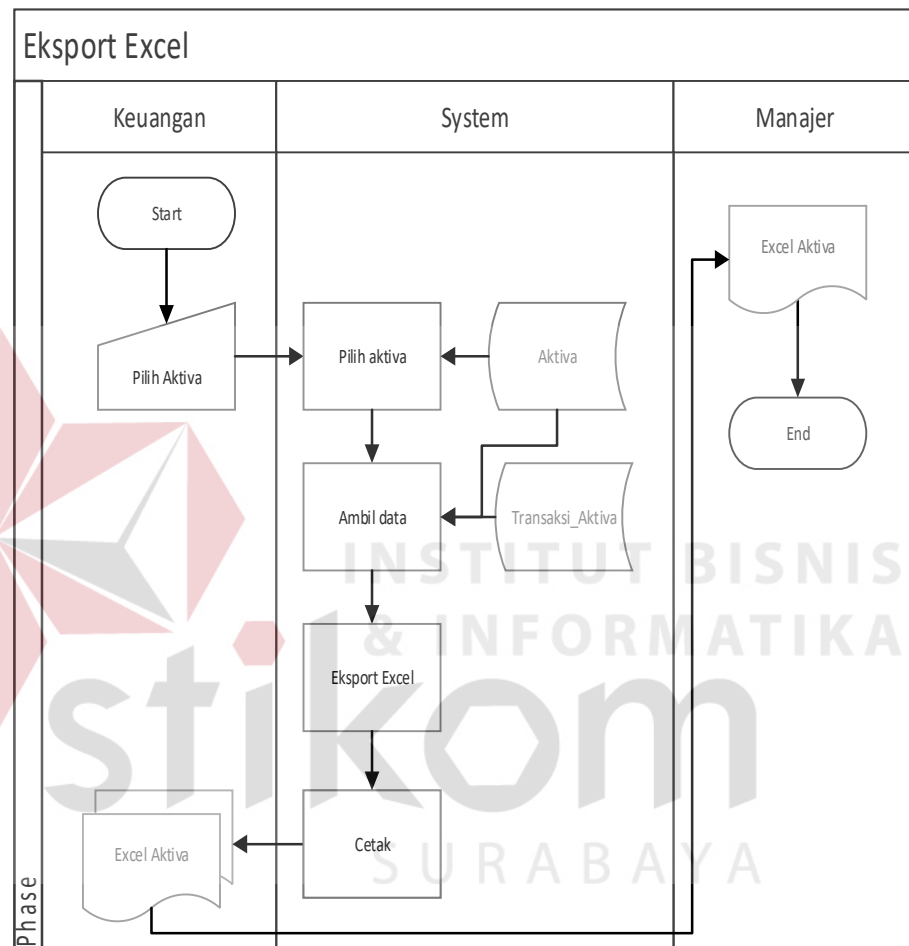 Eksport Excel
Keuangan
System
Manajer
Start
Excel Aktiva
Pilih Aktiva
Pilih aktiva
Aktiva
End
Ambil data
Transaksi_Aktiva
INSTITUT BISNIS
& INFORMATIKA
Eksport Excel
stikom
Excel Aktiva
Cetak
SURABAYA
Phase